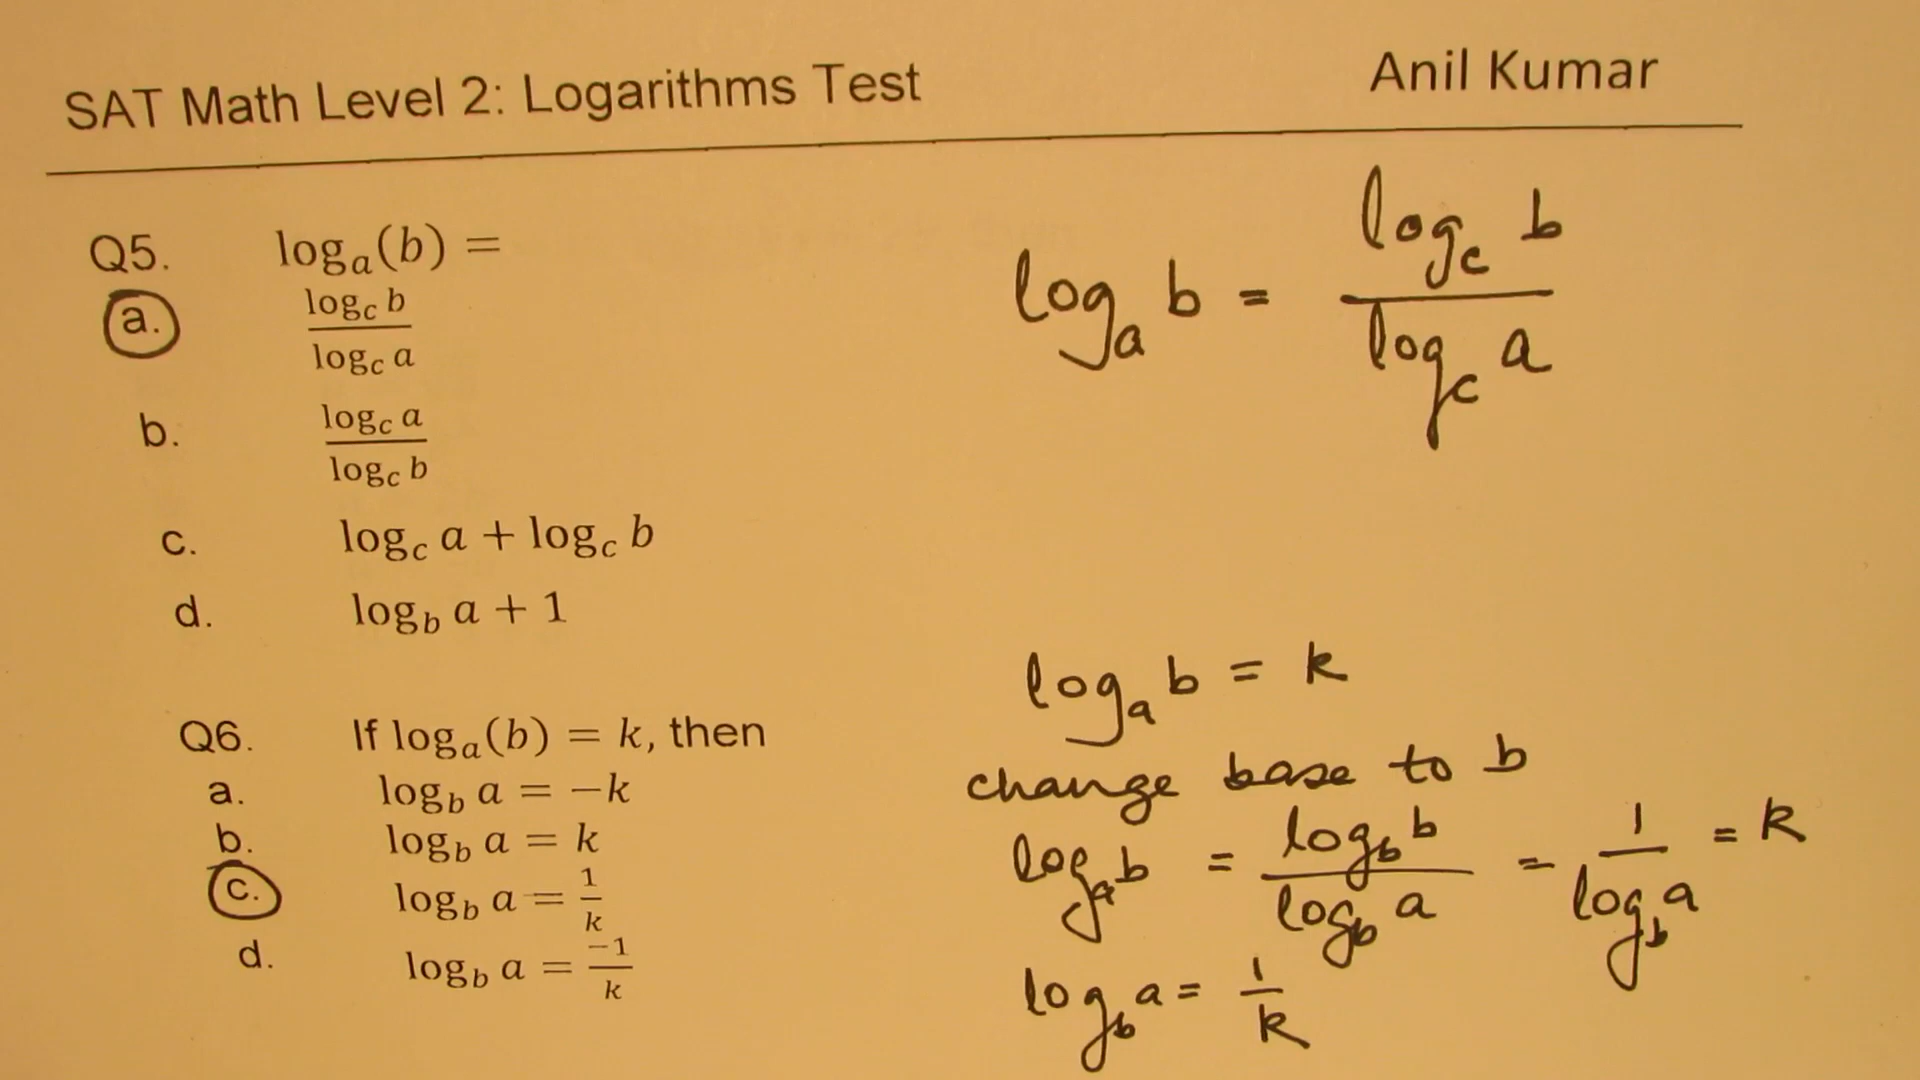 SAT Math Level 2: Logarithms Test
Anil Kumar
Q5. logₐ(b) =
a. log_c b / log_c a
b. log_c a / log_c b
c. log_c a + log_c b
d. log_b a + 1
log_a b = log_c b / log_c a
Q6. If logₐ(b) = k, then
a. log_b a = −k
b. log_b a = k
c. log_b a = 1/k
d. log_b a = −1/k
log_a b = k
change base to b
log_a b = log_b b / log_b a = 1 / log_b a = k
log_b a = 1/k